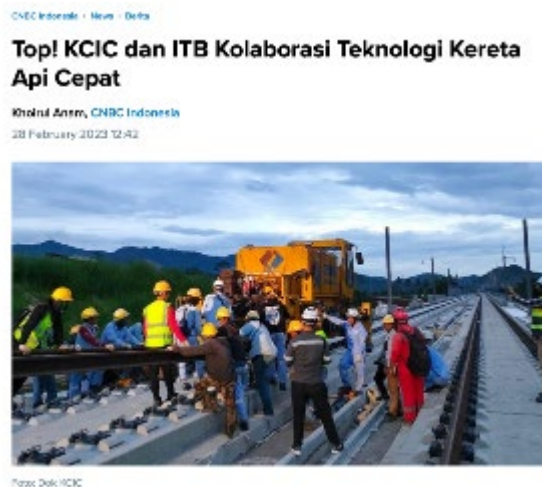 CNBC Indonesia › News › Berita
Top! KCIC dan ITB Kolaborasi Teknologi Kereta
Api Cepat
Khoirul Anam, CNBC Indonesia
28 February 2023 12:42
Foto: Dok KCIC